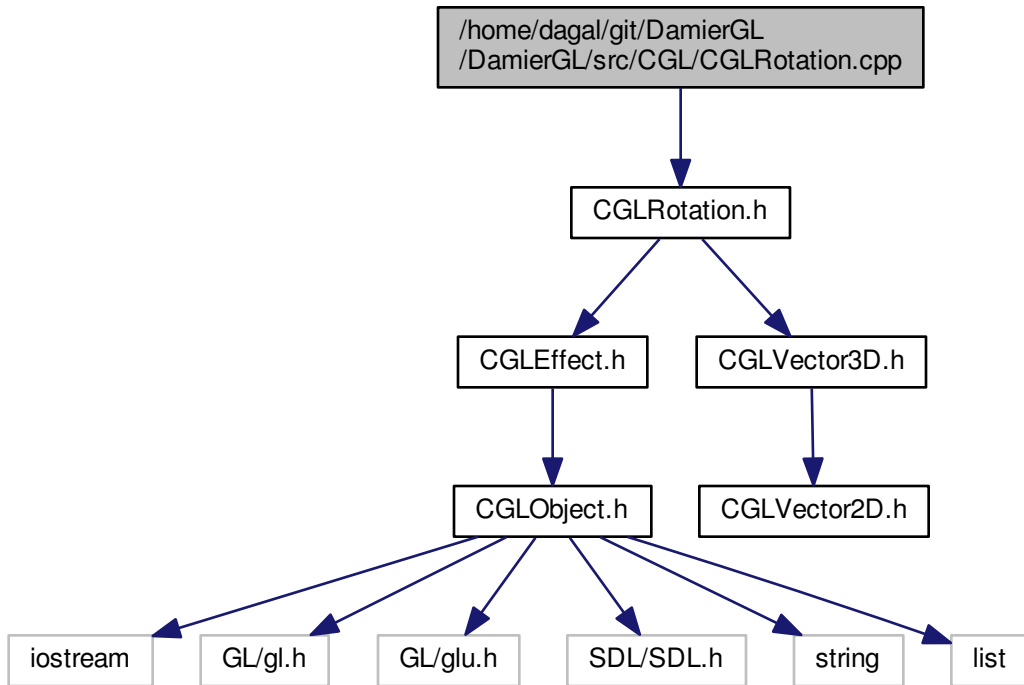 /home/dagal/git/DamierGL
/DamierGL/src/CGL/CGLRotation.cpp
CGLRotation.h
CGLEffect.h
CGLVector3D.h
CGLObject.h
CGLVector2D.h
iostream
GL/gl.h
GL/glu.h
SDL/SDL.h
string
list